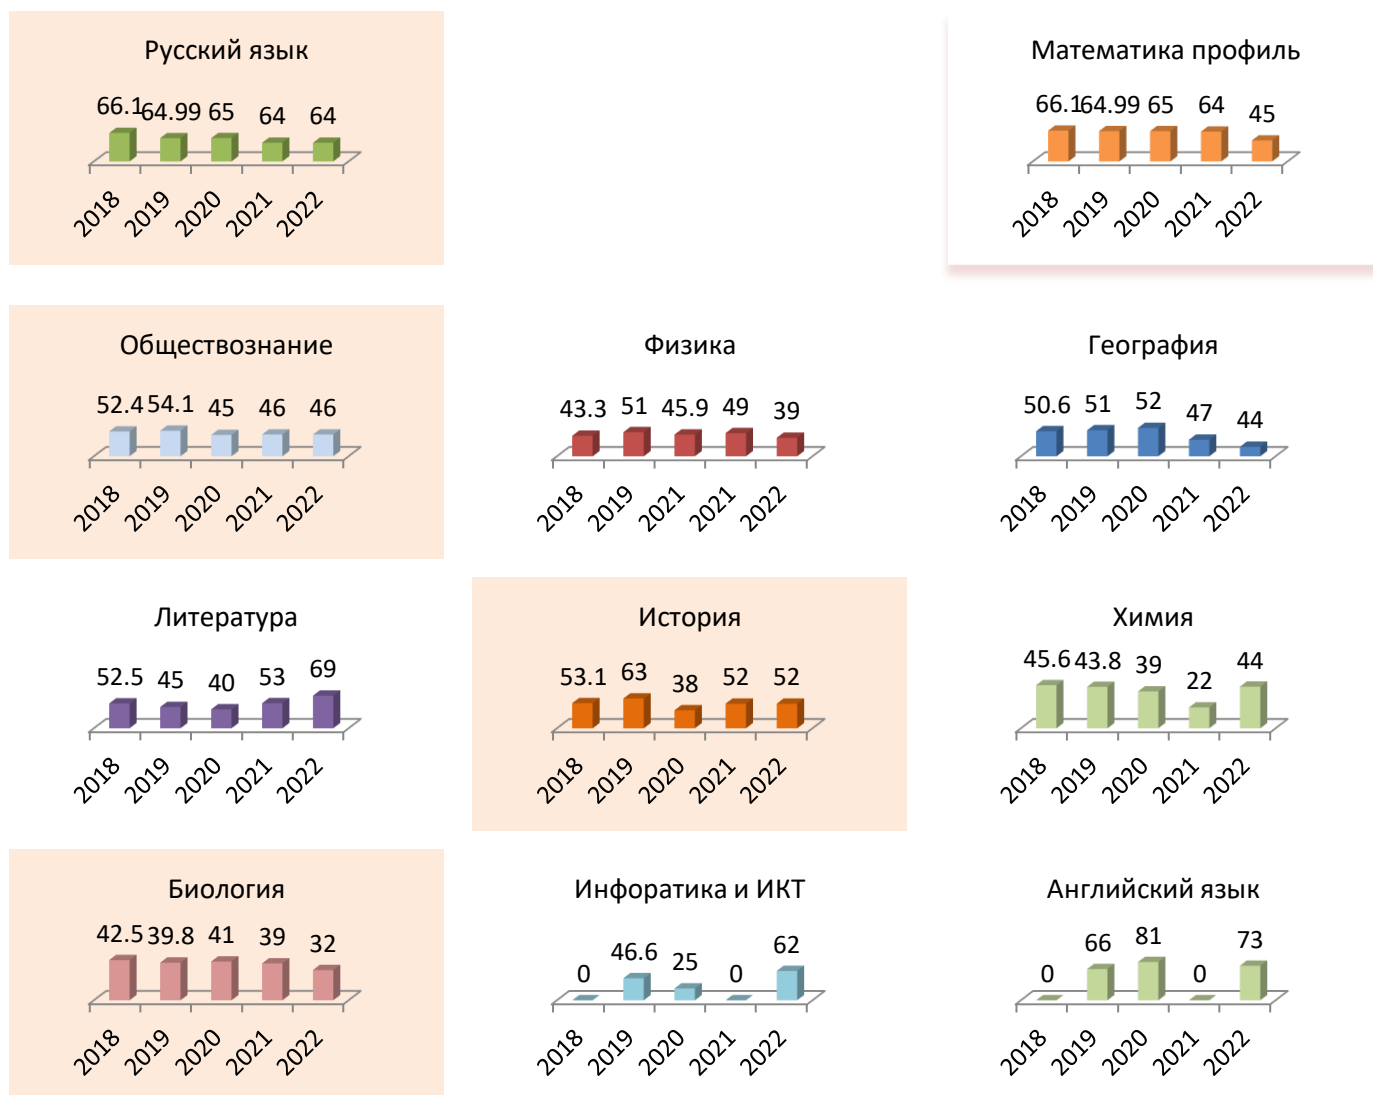 Русский язык
66.1 64.99 65 64 64
2018 2019 2020 2021 2022
Математика профиль
66.1 64.99 65 64 45
2018 2019 2020 2021 2022
Обществознание
52.4 54.1 45 46 46
2018 2019 2020 2021 2022
Физика
43.3 51 45.9 49 39
2018 2019 2021 2021 2022
География
50.6 51 52 47 44
2018 2019 2020 2021 2022
Литература
52.5 45 40 53 69
2018 2019 2020 2021 2022
История
53.1 63 38 52 52
2018 2019 2020 2021 2022
Химия
45.6 43.8 39 22 44
2018 2019 2020 2021 2022
Биология
42.5 39.8 41 39 32
2018 2019 2020 2021 2022
Инфоратика и ИКТ
0 46.6 25 0 62
2018 2019 2020 2021 2022
Английский язык
0 66 81 0 73
2018 2019 2020 2021 2022